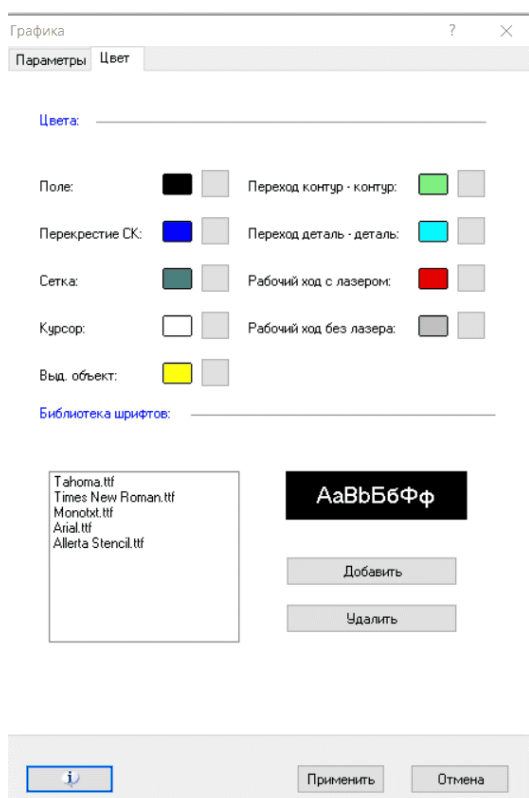 Графика ?
Параметры Цвет
Цвета:
Поле: Переход контур - контур:
Перекрестие СК: Переход деталь - деталь:
Сетка: Рабочий ход с лазером:
Курсор: Рабочий ход без лазера:
Выд. объект:
Библиотека шрифтов:
Tahoma.ttf
Times New Roman.ttf
Monotxt.ttf
Arial.ttf
Allerta Stencil.ttf
AaBbБбФф
Добавить
Удалить
i Применить Отмена